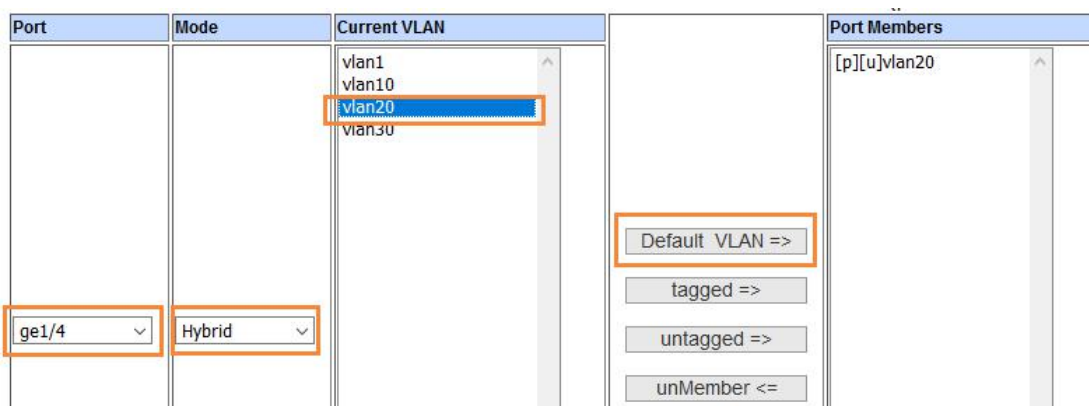 Port Mode Current VLAN Port Members
vlan1 [p][u]vlan20
vlan10
vlan20
vlan30
Default VLAN =>
tagged =>
ge1/4 Hybrid untagged =>
unMember <=